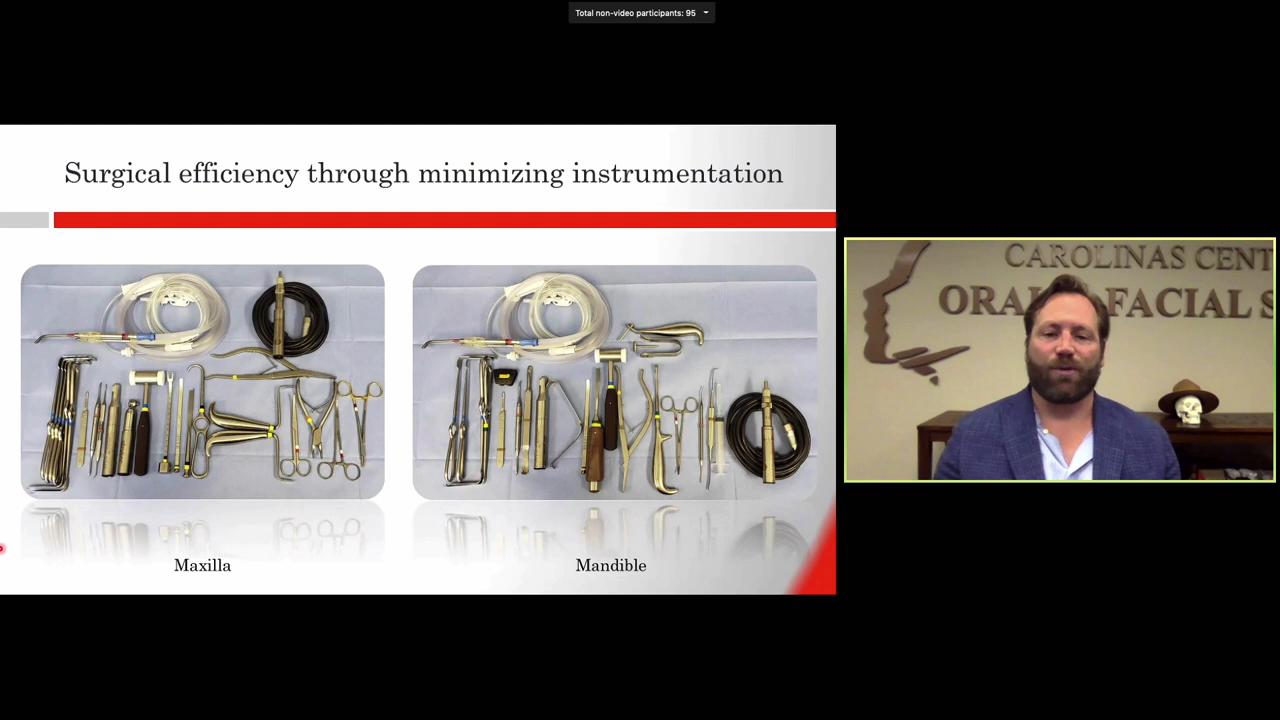 Total non-video participants: 95
Surgical efficiency through minimizing instrumentation
Maxilla
Mandible
CAROLINAS CENT
ORAL FACIAL S